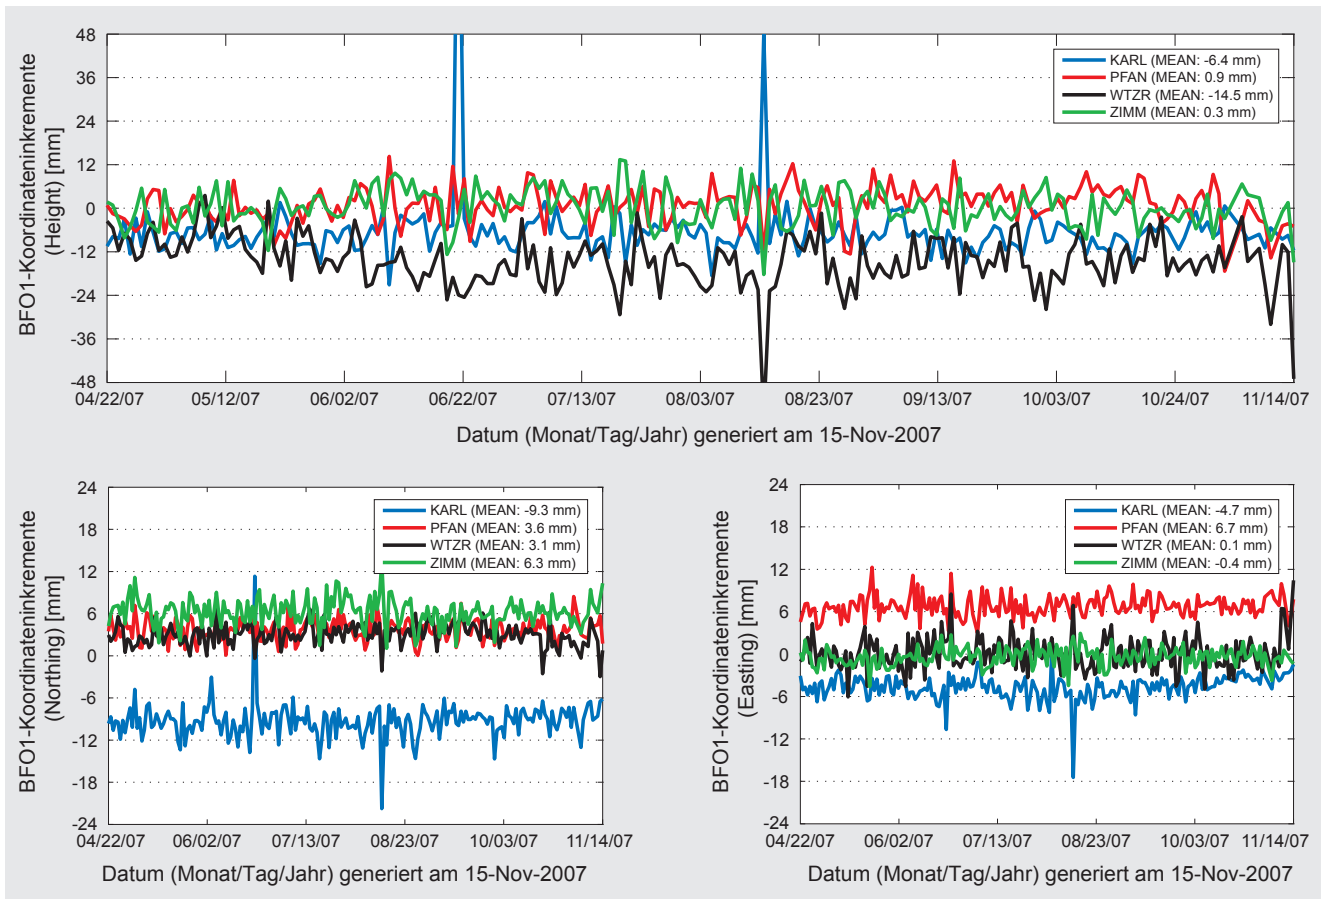 BFO1-Koordinateninkremente
(Height) [mm]
48
36
24
12
0
-12
-24
-36
-48
KARL (MEAN: -6.4 mm)
PFAN (MEAN: 0.9 mm)
WTZR (MEAN: -14.5 mm)
ZIMM (MEAN: 0.3 mm)
04/22/07 05/12/07 06/02/07 06/22/07 07/13/07 08/03/07 08/23/07 09/13/07 10/03/07 10/24/07 11/14/07
Datum (Monat/Tag/Jahr) generiert am 15-Nov-2007
BFO1-Koordinateninkremente
(Northing) [mm]
24
18
12
6
0
-6
-12
-18
-24
KARL (MEAN: -9.3 mm)
PFAN (MEAN: 3.6 mm)
WTZR (MEAN: 3.1 mm)
ZIMM (MEAN: 6.3 mm)
04/22/07 06/02/07 07/13/07 08/23/07 10/03/07 11/14/07
Datum (Monat/Tag/Jahr) generiert am 15-Nov-2007
BFO1-Koordinateninkremente
(Easting) [mm]
24
18
12
6
0
-6
-12
-18
-24
KARL (MEAN: -4.7 mm)
PFAN (MEAN: 6.7 mm)
WTZR (MEAN: 0.1 mm)
ZIMM (MEAN: -0.4 mm)
04/22/07 06/02/07 07/13/07 08/23/07 10/03/07 11/14/07
Datum (Monat/Tag/Jahr) generiert am 15-Nov-2007